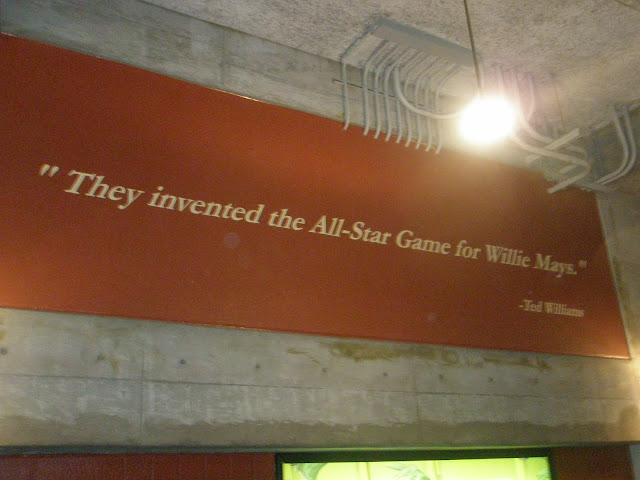 " They invented the All-Star Game for Willie Mays."
-Ted Williams